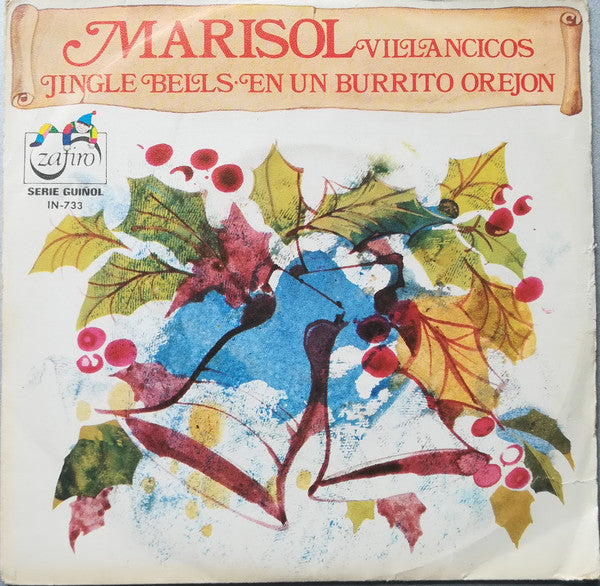 MARISOL VILLANCICOS
JINGLE BELLS·EN UN BURRITO OREJON
zafiro
SERIE GUIÑOL
IN-733